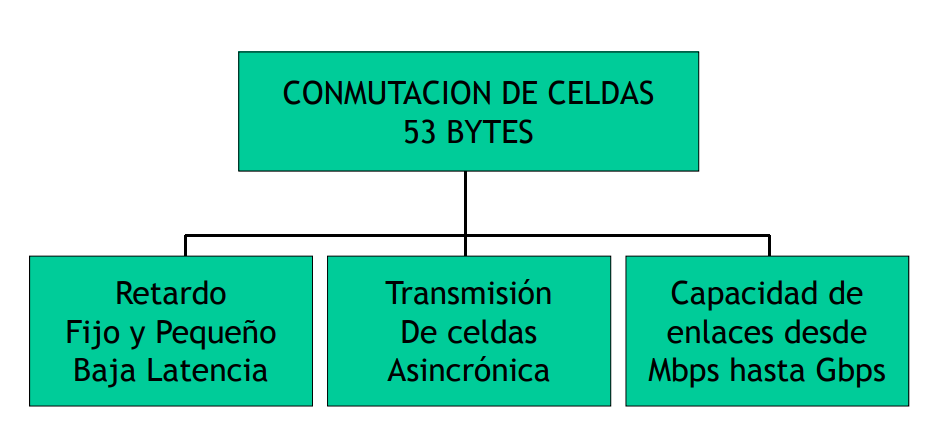 CONMUTACION DE CELDAS
53 BYTES
Retardo
Fijo y Pequeño
Baja Latencia
Transmisión
De celdas
Asincrónica
Capacidad de
enlaces desde
Mbps hasta Gbps